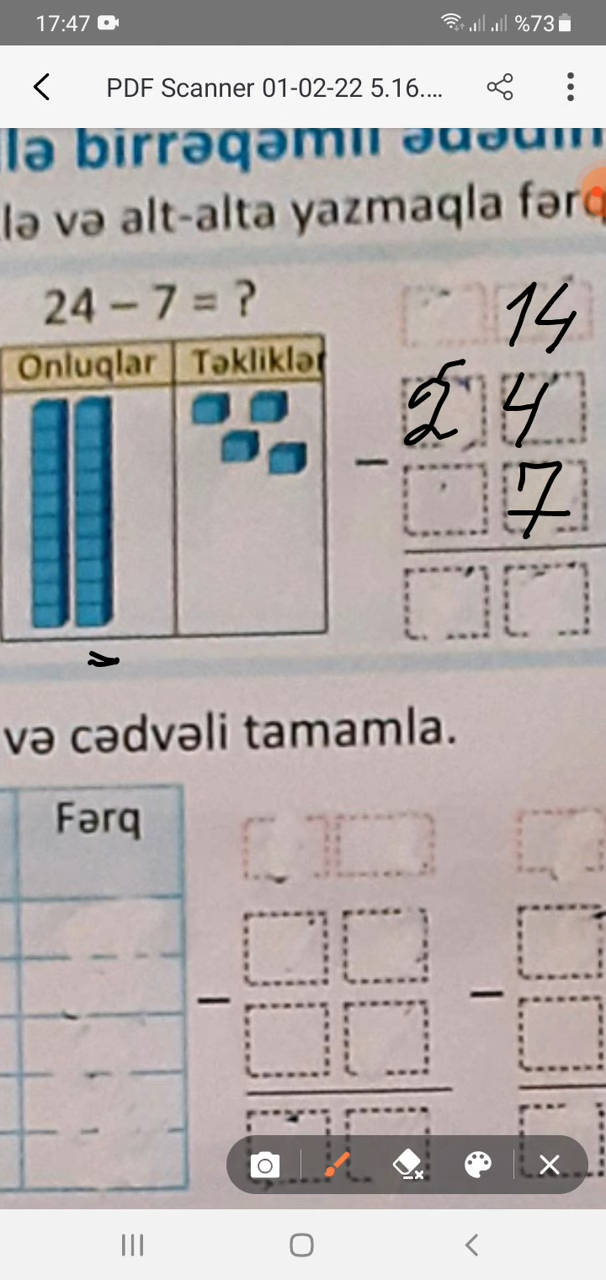 17:47 %73
PDF Scanner 01-02-22 5.16....
lə birrəqəmli
lə və alt-alta yazmaqla fərq
24 – 7 = ?
Onluqlar Təkliklər
14
2 4
– 7
və cədvəli tamamla.
Fərq
–
–